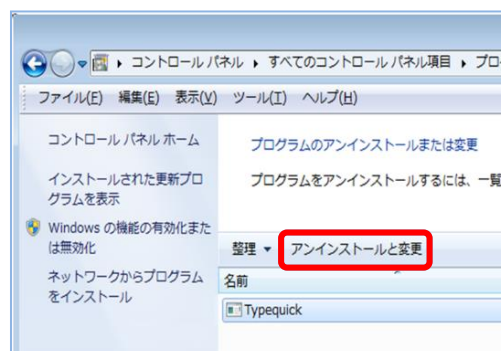 コントロール パネル ▸ すべてのコントロール パネル項目 ▸ プロ
ファイル(F) 編集(E) 表示(V) ツール(T) ヘルプ(H)
コントロール パネル ホーム
インストールされた更新プロ
グラムを表示
Windows の機能の有効化また
は無効化
ネットワークからプログラム
をインストール
プログラムのアンインストールまたは変更
プログラムをアンインストールするには、一覧
整理 ▼ アンインストールと変更
名前
Typequick